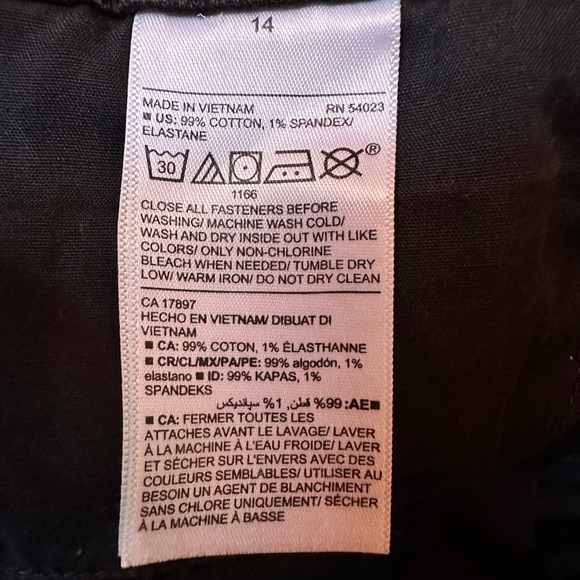 14
MADE IN VIETNAM RN 54023
■ US: 99% COTTON, 1% SPANDEX/
ELASTANE
30
®
1166
CLOSE ALL FASTENERS BEFORE
WASHING/ MACHINE WASH COLD/
WASH AND DRY INSIDE OUT WITH LIKE
COLORS/ ONLY NON-CHLORINE
BLEACH WHEN NEEDED/ TUMBLE DRY
LOW/ WARM IRON/ DO NOT DRY CLEAN
CA 17897
HECHO EN VIETNAM/ DIBUAT DI
VIETNAM
■ CA: 99% COTON, 1% ÉLASTHANNE
■ CR/CL/MX/PA/PE: 99% algodón, 1%
elastano ■ ID: 99% KAPAS, 1%
SPANDEKS
■ AE: 99% قطن, 1% سپانديكس
■ CA: FERMER TOUTES LES
ATTACHES AVANT LE LAVAGE/ LAVER
À LA MACHINE À L'EAU FROIDE/ LAVER
ET SÉCHER SUR L'ENVERS AVEC DES
COULEURS SEMBLABLES/ UTILISER AU
BESOIN UN AGENT DE BLANCHIMENT
SANS CHLORE UNIQUEMENT/ SÉCHER
À LA MACHINE À BASSE